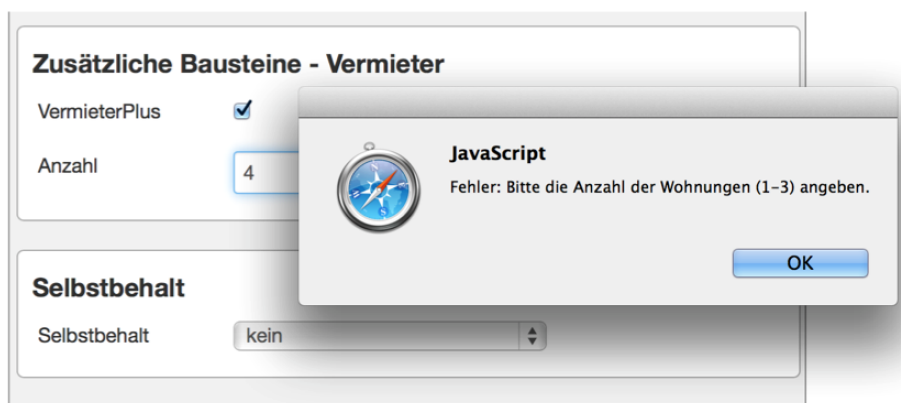 Zusätzliche Bausteine - Vermieter
VermieterPlus
Anzahl
4
JavaScript
Fehler: Bitte die Anzahl der Wohnungen (1–3) angeben.
OK
Selbstbehalt
Selbstbehalt
kein